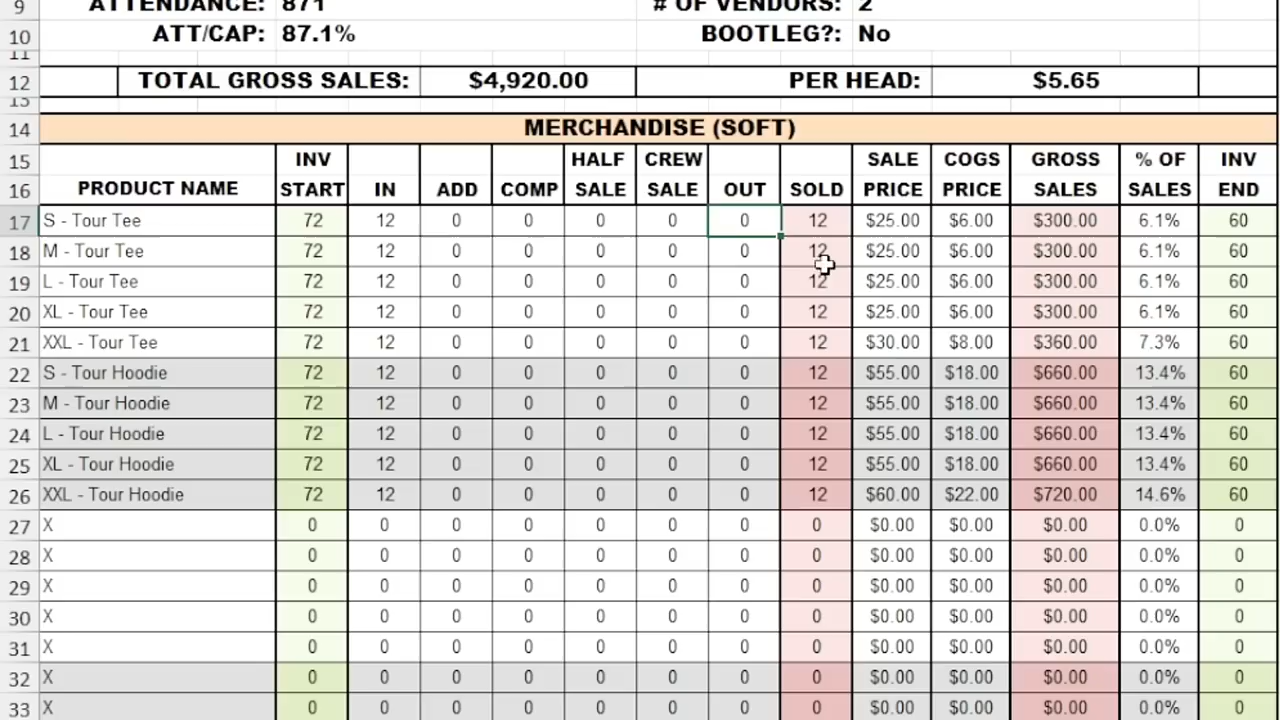 9 ATTENDANCE: 871 # OF VENDORS: 2
10 ATT/CAP: 87.1% BOOTLEG?: No
11
12 TOTAL GROSS SALES: $4,920.00 PER HEAD: $5.65
13
14 MERCHANDISE (SOFT)
15 INV HALF CREW SALE COGS GROSS % OF INV
16 PRODUCT NAME START IN ADD COMP SALE SALE OUT SOLD PRICE PRICE SALES SALES END
17 S - Tour Tee 72 12 0 0 0 0 0 12 $25.00 $6.00 $300.00 6.1% 60
18 M - Tour Tee 72 12 0 0 0 0 0 12 $25.00 $6.00 $300.00 6.1% 60
19 L - Tour Tee 72 12 0 0 0 0 0 12 $25.00 $6.00 $300.00 6.1% 60
20 XL - Tour Tee 72 12 0 0 0 0 0 12 $25.00 $6.00 $300.00 6.1% 60
21 XXL - Tour Tee 72 12 0 0 0 0 0 12 $30.00 $8.00 $360.00 7.3% 60
22 S - Tour Hoodie 72 12 0 0 0 0 0 12 $55.00 $18.00 $660.00 13.4% 60
23 M - Tour Hoodie 72 12 0 0 0 0 0 12 $55.00 $18.00 $660.00 13.4% 60
24 L - Tour Hoodie 72 12 0 0 0 0 0 12 $55.00 $18.00 $660.00 13.4% 60
25 XL - Tour Hoodie 72 12 0 0 0 0 0 12 $55.00 $18.00 $660.00 13.4% 60
26 XXL - Tour Hoodie 72 12 0 0 0 0 0 12 $60.00 $22.00 $720.00 14.6% 60
27 X 0 0 0 0 0 0 0 0 $0.00 $0.00 $0.00 0.0% 0
28 X 0 0 0 0 0 0 0 0 $0.00 $0.00 $0.00 0.0% 0
29 X 0 0 0 0 0 0 0 0 $0.00 $0.00 $0.00 0.0% 0
30 X 0 0 0 0 0 0 0 0 $0.00 $0.00 $0.00 0.0% 0
31 X 0 0 0 0 0 0 0 0 $0.00 $0.00 $0.00 0.0% 0
32 X 0 0 0 0 0 0 0 0 $0.00 $0.00 $0.00 0.0% 0
33 X 0 0 0 0 0 0 0 0 $0.00 $0.00 $0.00 0.0% 0